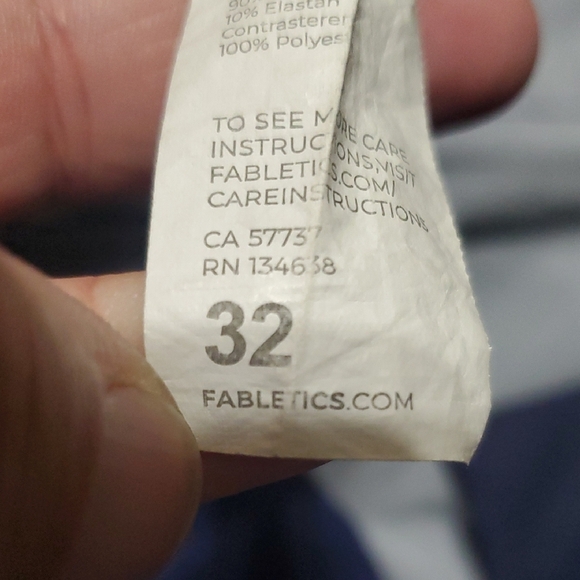 10% Elastan
Contrasterer
100% Polyes
TO SEE MORE CARE
INSTRUCTIONS, VISIT
FABLETICS.COM/
CAREINSTRUCTIONS
CA 57737
RN 134638
32
FABLETICS.COM